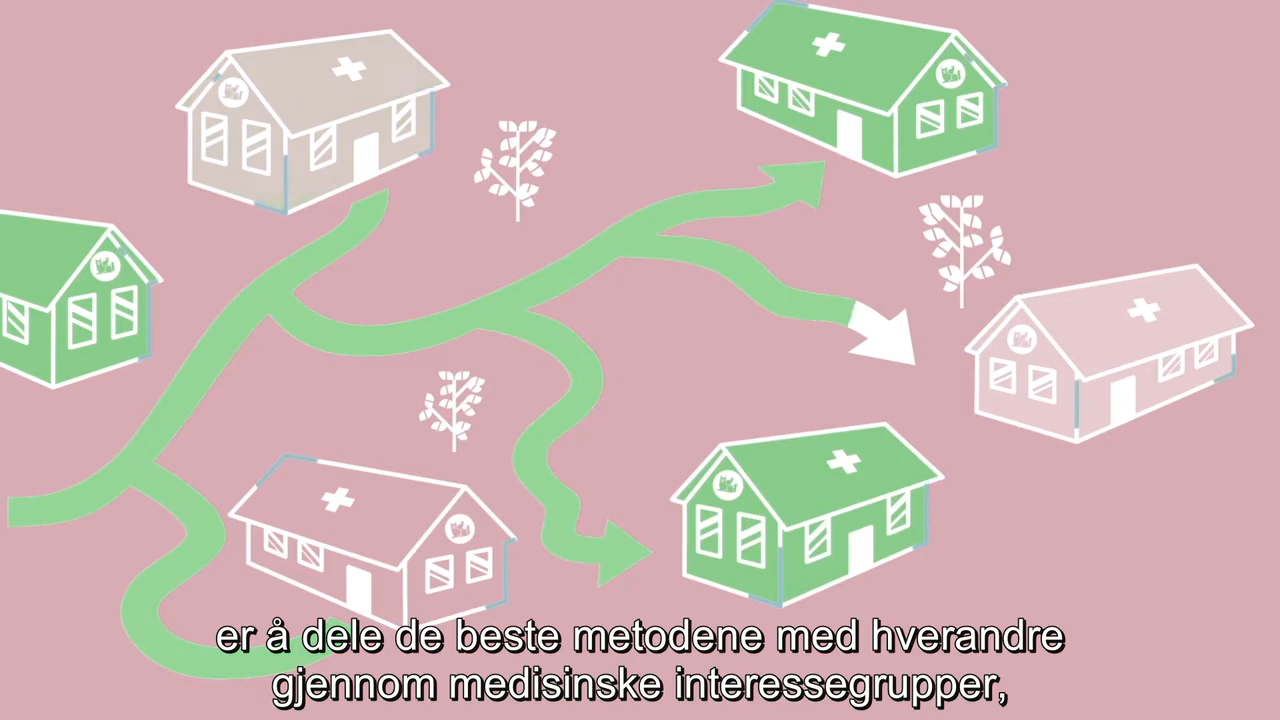 er å dele de beste metodene med hverandre
gjennom medisinske interessegrupper,